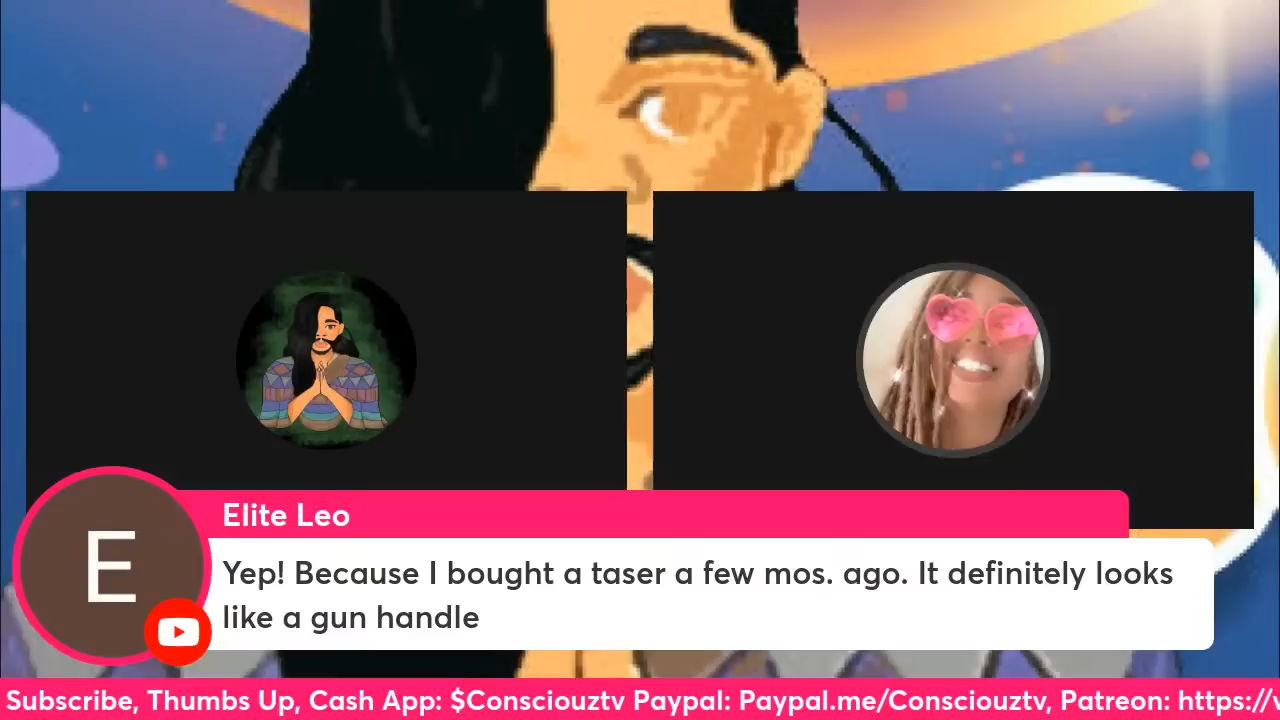 E
Elite Leo
Yep! Because I bought a taser a few mos. ago. It definitely looks
like a gun handle
Subscribe, Thumbs Up, Cash App: $Consciouztv Paypal: Paypal.me/Consciouztv, Patreon: https://